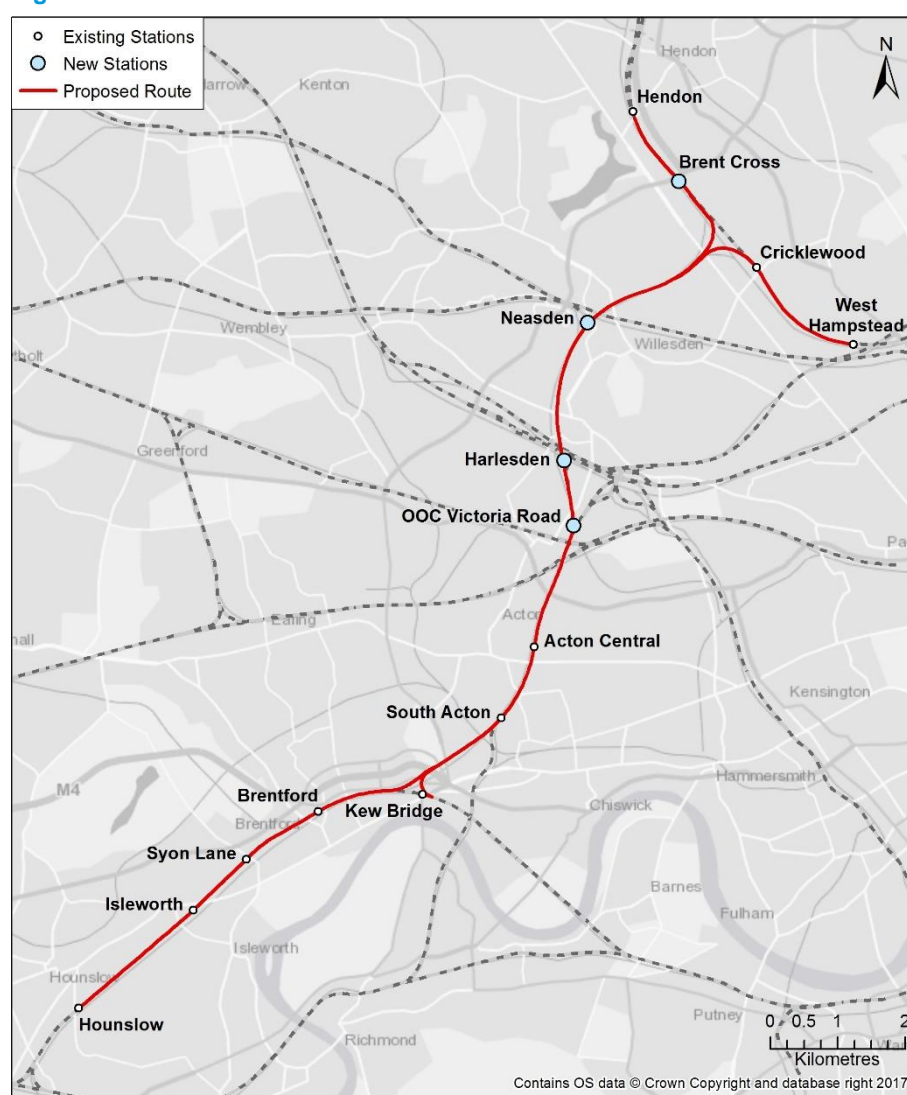 Existing Stations
New Stations
Proposed Route
N
Hendon
Kenton
Hendon
Brent Cross
Cricklewood
West
Hampstead
Neasden
Wembley
Willesden
Greenford
Harlesden
OOC Victoria Road
Acton
Ealing
Acton Central
Kensington
South Acton
M4
Hammersmith
Brentford
Brentford
Kew Bridge
Chiswick
Syon Lane
Barnes
Isleworth
Fulham
Isleworth
Hounslow
Hounslow
Putney
Richmond
0 0.5 1 2
Kilometres
Contains OS data © Crown Copyright and database right 2017